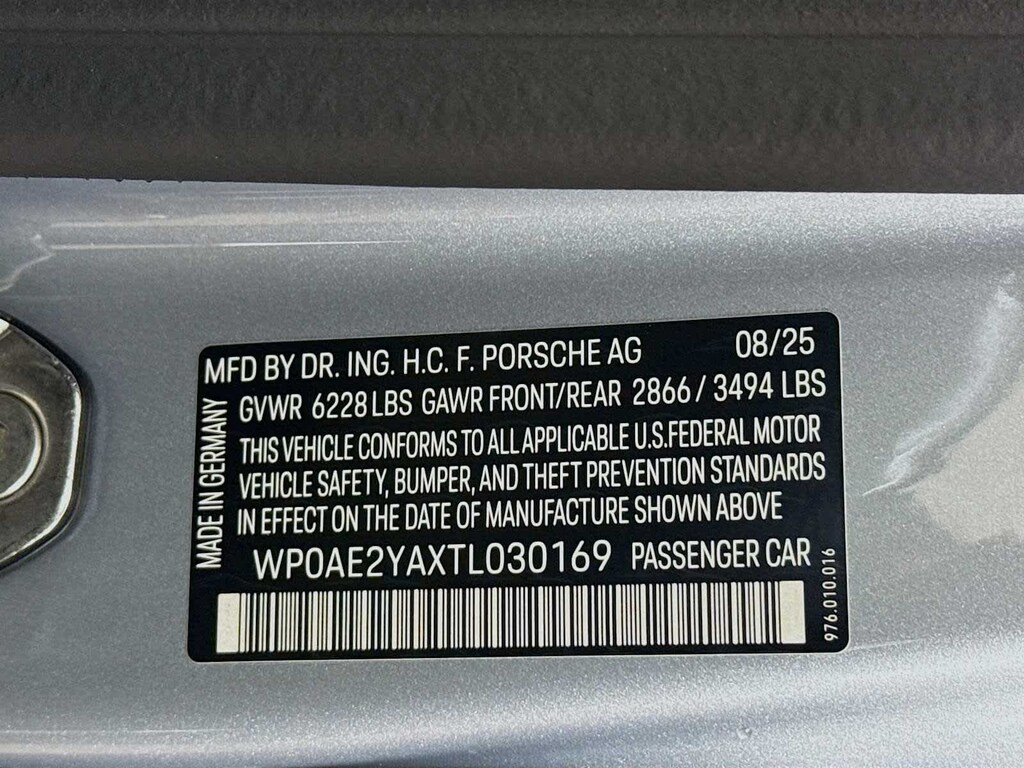 MFD BY DR. ING. H.C. F. PORSCHE AG 08/25
GVWR 6228 LBS GAWR FRONT/REAR 2866 / 3494 LBS
THIS VEHICLE CONFORMS TO ALL APPLICABLE U.S.FEDERAL MOTOR
VEHICLE SAFETY, BUMPER, AND THEFT PREVENTION STANDARDS
IN EFFECT ON THE DATE OF MANUFACTURE SHOWN ABOVE
WP0AE2YAXTL030169 PASSENGER CAR
MADE IN GERMANY
976.010.016